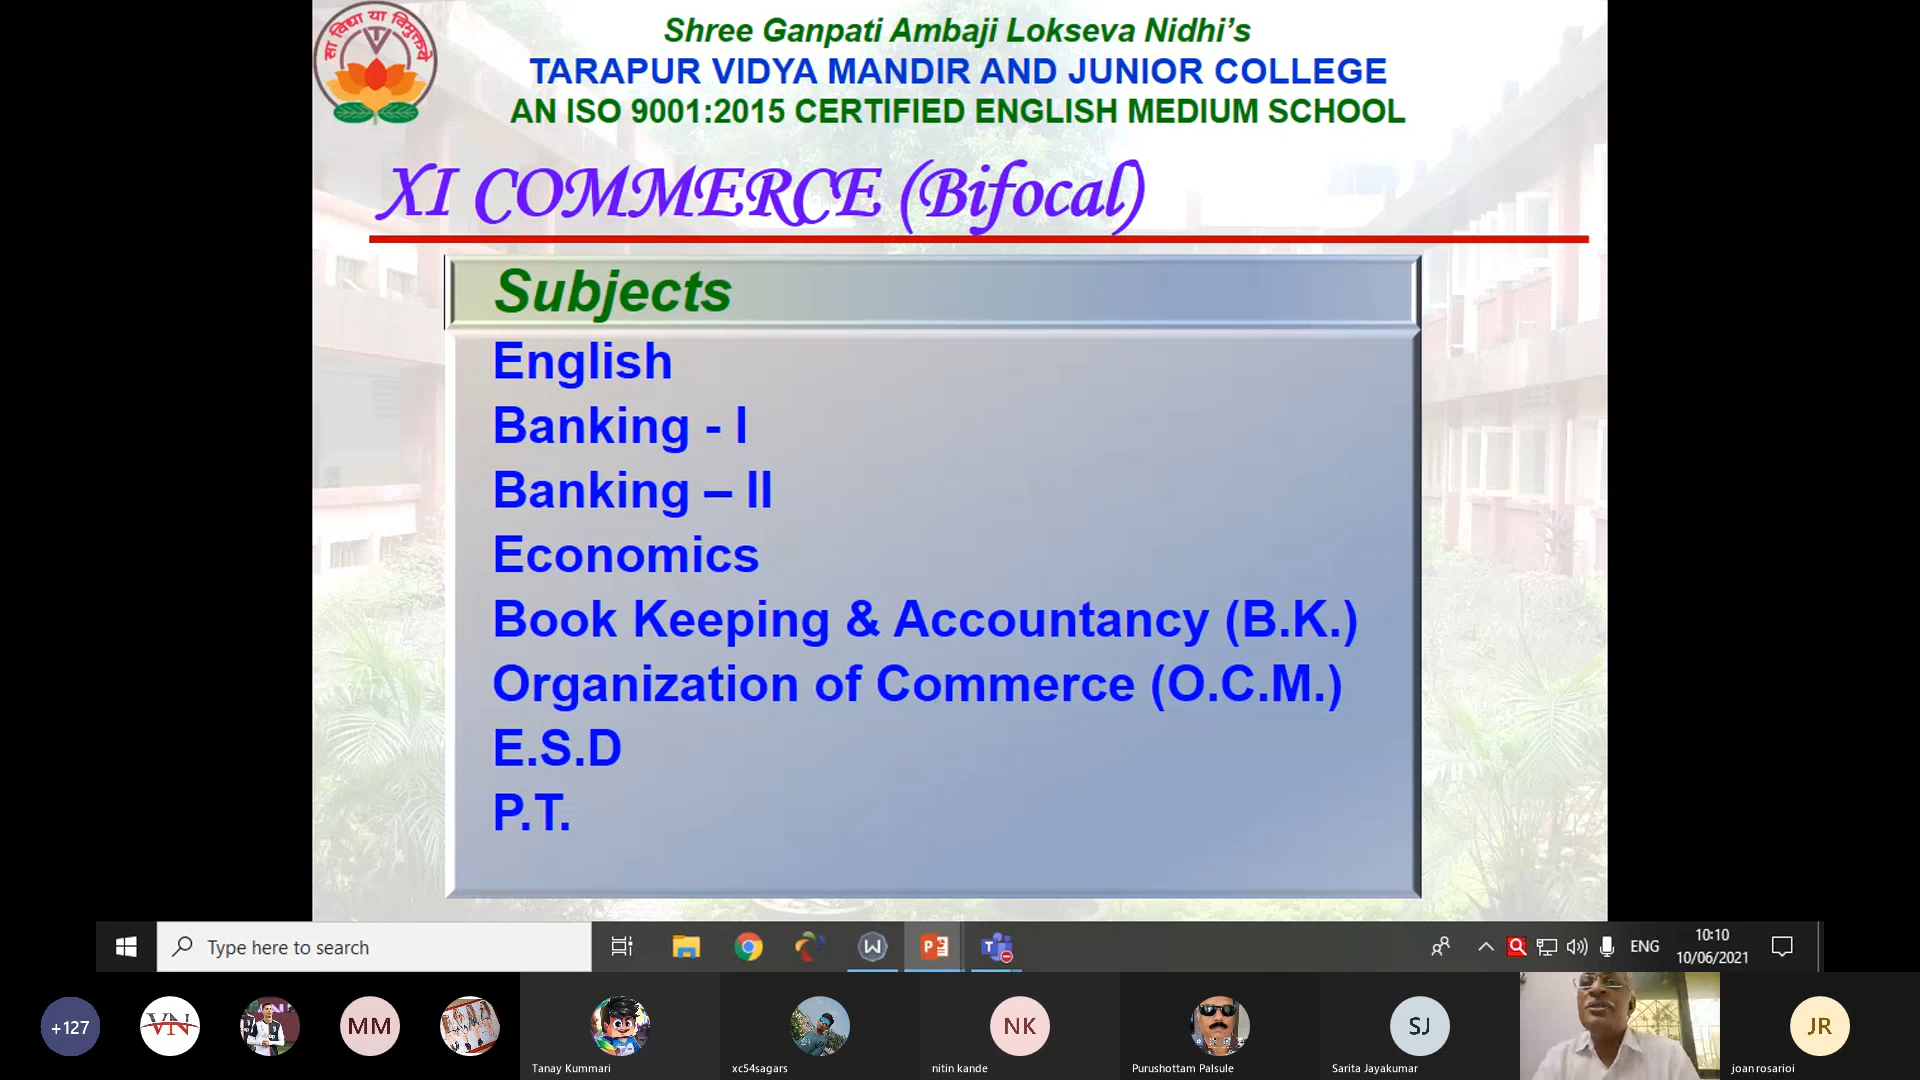 सा विद्या या विमुक्तये
Shree Ganpati Ambaji Lokseva Nidhi’s
TARAPUR VIDYA MANDIR AND JUNIOR COLLEGE
AN ISO 9001:2015 CERTIFIED ENGLISH MEDIUM SCHOOL
XI COMMERCE (Bifocal)
Subjects
English
Banking - I
Banking – II
Economics
Book Keeping & Accountancy (B.K.)
Organization of Commerce (O.C.M.)
E.S.D
P.T.
Type here to search
ENG
10:10
10/06/2021
+127
VN
MM
NK
SJ
JR
Tanay Kummari
xc54sagars
nitin kande
Purushottam Palsule
Sarita Jayakumar
joan rosarioi